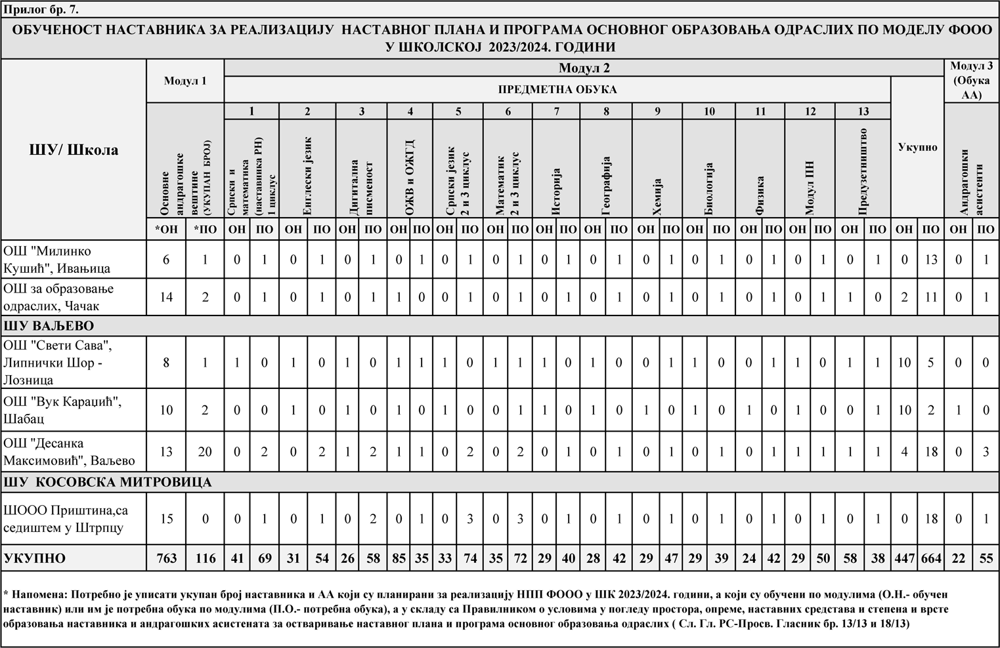 Прилог бр. 7.
ОБУЧЕНОСТ НАСТАВНИКА ЗА РЕАЛИЗАЦИЈУ НАСТАВНОГ ПЛАНА И ПРОГРАМА ОСНОВНОГ ОБРАЗОВАЊА ОДРАСЛИХ ПО МОДЕЛУ ФООО
У ШКОЛСКОЈ 2023/2024. ГОДИНИ
ШУ/ Школа
Модул 1
Модул 2
Модул 3
(Обука
АА)
ПРЕДМЕТНА ОБУКА
Укупно
1 2 3 4 5 6 7 8 9 10 11 12 13
Основне
андрагошке
вештине
(УКУПАН БРОЈ)
Српски и
математика
(наставника РН)
1 циклус
Енглески језик
Дигитална
писменост
ОЖВ и ОЖГД
Српски језик
2 и 3 циклус
Математик
2 и 3 циклус
Историја
Географија
Хемија
Биологија
Физика
Модул ПН
Предузетништво
Андрагошки
асистенти
*ОН *ПО ОН ПО ОН ПО ОН ПО ОН ПО ОН ПО ОН ПО ОН ПО ОН ПО ОН ПО ОН ПО ОН ПО ОН ПО ОН ПО ОН ПО ОН ПО
ОШ "Милинко
Кушић", Ивањица
6 1 0 1 0 1 0 1 0 1 0 1 0 1 0 1 0 1 0 1 0 1 0 1 0 1 0 1 0 13 0 1
ОШ за образовање
одраслих, Чачак
14 2 0 1 0 1 0 1 1 0 0 1 0 1 0 1 0 1 0 1 0 1 0 1 0 1 1 0 2 11 0 1
ШУ ВАЉЕВО
ОШ "Свети Сава",
Липнички Шор -
Лозница
8 1 1 0 1 0 1 0 1 1 1 0 1 1 1 0 1 0 0 1 1 0 0 1 1 0 1 1 10 5 0 0
ОШ "Вук Караџић",
Шабац
10 2 0 0 1 0 1 0 1 0 1 0 0 1 1 0 1 0 1 0 1 0 1 0 1 0 0 1 10 2 1 0
ОШ "Десанка
Максимовић", Ваљево
13 20 0 2 0 2 1 2 1 1 0 2 0 2 0 1 0 1 0 1 0 1 0 1 1 1 1 1 4 18 0 3
ШУ КОСОВСКА МИТРОВИЦА
ШООО Приштина,са
седиштем у Штрпцу
15 0 0 1 0 1 0 2 0 1 0 3 0 3 0 1 0 1 0 1 0 1 0 1 0 1 0 1 0 18 0 1
УКУПНО 763 116 41 69 31 54 26 58 85 35 33 74 35 72 29 40 28 42 29 47 29 39 24 42 29 50 58 38 447 664 22 55
* Напомена: Потребно је уписати укупан број наставника и АА који су планирани за реализацију НПП ФООО у ШК 2023/2024. години, а који су обучени по модулима (О.Н.- обучен
наставник) или им је потребна обука по модулима (П.О.- потребна обука), а у складу са Правилником о условима у погледу простора, опреме, наставних средстава и степена и врсте
образовања наставника и андрагошких асистената за остваривање наставног плана и програма основног образовања одраслих ( Сл. Гл. РС-Просв. Гласник бр. 13/13 и 18/13)